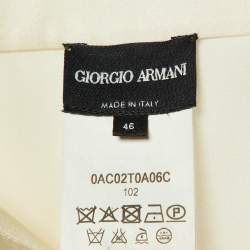 GIORGIO ARMANI
MADE IN ITALY
46
0AC02T0A06C
102